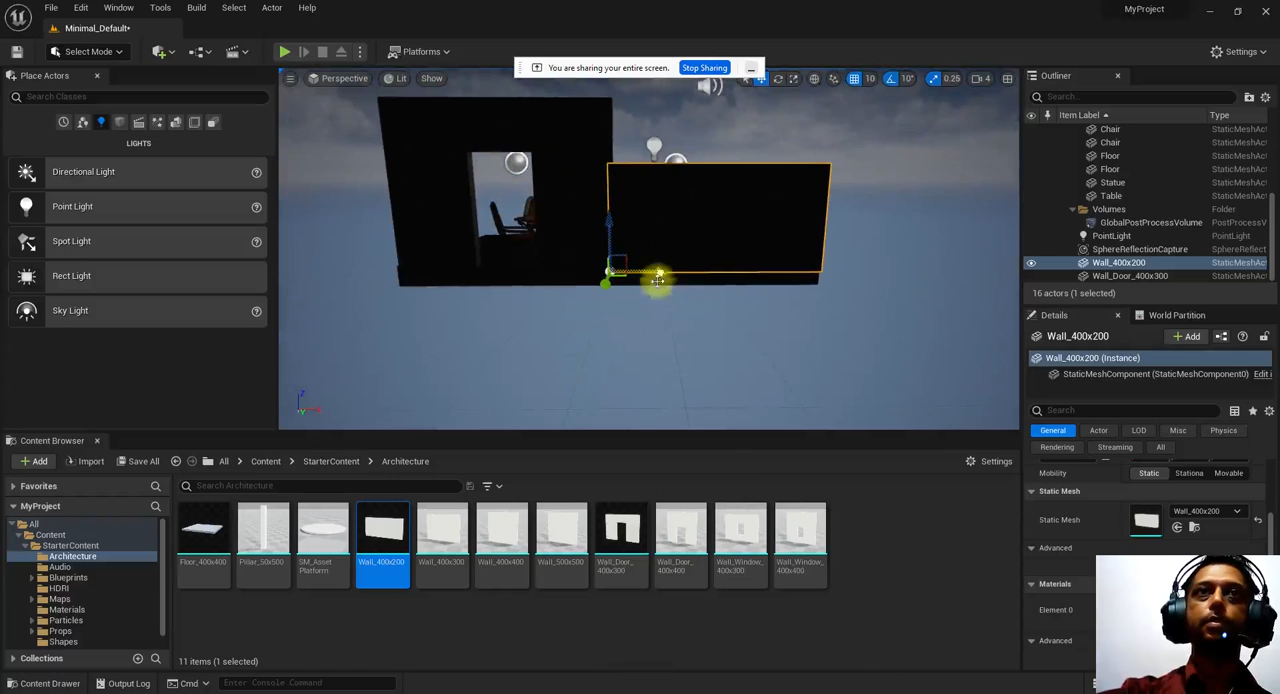 File Edit Window Tools Build Select Actor Help
MyProject
Minimal_Default•
Select Mode
Platforms
Settings
You are sharing your entire screen. Stop Sharing
Place Actors
Search Classes
LIGHTS
Directional Light
Point Light
Spot Light
Rect Light
Sky Light
Perspective Lit Show
10 10° 0.25 4
Outliner
Search...
Item Label Type
Chair StaticMeshAct
Chair StaticMeshAct
Floor StaticMeshAct
Floor StaticMeshAct
Statue StaticMeshAct
Table StaticMeshAct
Volumes Folder
GlobalPostProcessVolume PostProcessV
PointLight PointLight
SphereReflectionCapture SphereReflect
Wall_400x200 StaticMeshAct
Wall_Door_400x300 StaticMeshAct
16 actors (1 selected)
Details World Partition
Wall_400x200 Add
Wall_400x200 (Instance)
StaticMeshComponent (StaticMeshComponent0) Edit i
Search
General Actor LOD Misc Physics
Rendering Streaming All
Mobility Static Stationa Movable
Static Mesh
Static Mesh Wall_400x200
Advanced
Materials
Element 0
Advanced
Content Browser
Add Import Save All All Content StarterContent Architecture Settings
Favorites
Search Architecture
MyProject
All
Content
StarterContent
Architecture
Audio
Blueprints
HDRI
Maps
Materials
Particles
Props
Shapes
Collections
Floor_400x400
Pillar_50x500
SM_Asset
Platform
Wall_400x200
Wall_400x300
Wall_400x400
Wall_500x500
Wall_Door_
400x300
Wall_Door_
400x400
Wall_Window_
400x300
Wall_Window_
400x400
11 items (1 selected)
Content Drawer Output Log Cmd Enter Console Command